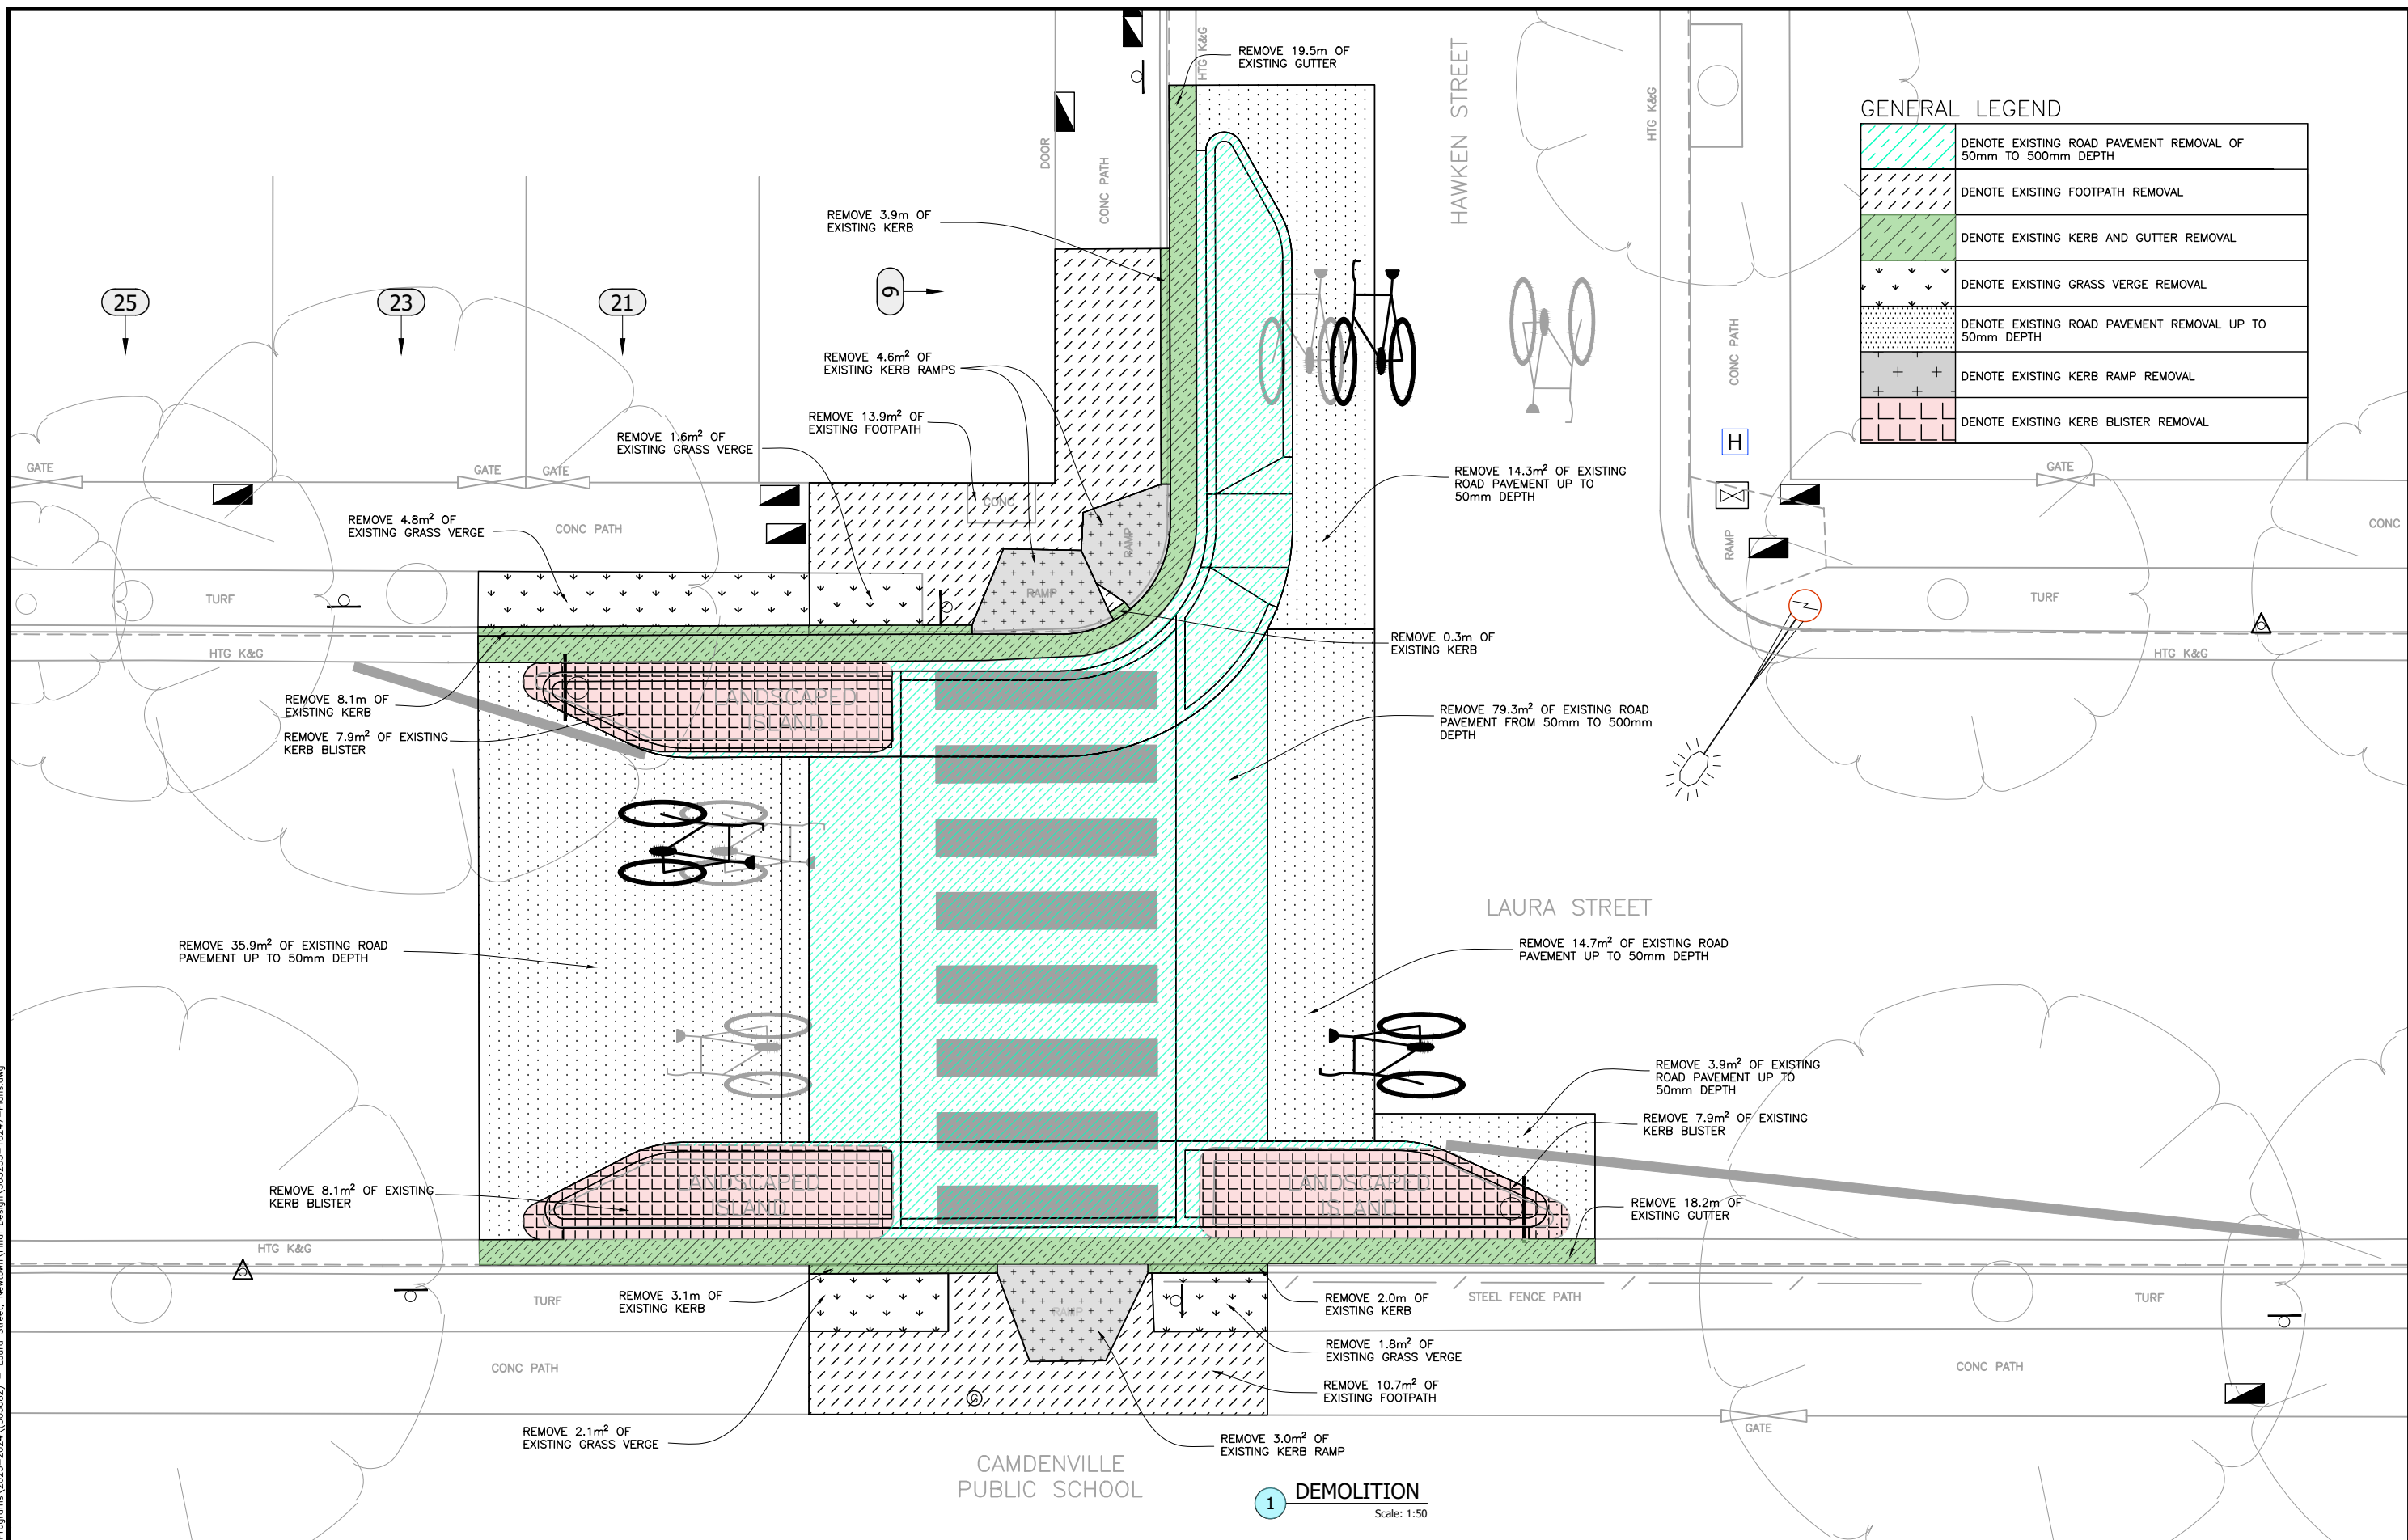 HTG K&G
REMOVE 19.5m OF
EXISTING GUTTER
HAWKEN STREET
HTG K&G
GENERAL LEGEND
DENOTE EXISTING ROAD PAVEMENT REMOVAL OF
50mm TO 500mm DEPTH
DENOTE EXISTING FOOTPATH REMOVAL
DENOTE EXISTING KERB AND GUTTER REMOVAL
DENOTE EXISTING GRASS VERGE REMOVAL
DENOTE EXISTING ROAD PAVEMENT REMOVAL UP TO
50mm DEPTH
DENOTE EXISTING KERB RAMP REMOVAL
DENOTE EXISTING KERB BLISTER REMOVAL
DOOR
CONC PATH
REMOVE 3.9m OF
EXISTING KERB
25
23
21
9
REMOVE 4.6m² OF
EXISTING KERB RAMPS
CONC PATH
REMOVE 13.9m² OF
EXISTING FOOTPATH
REMOVE 1.6m² OF
EXISTING GRASS VERGE
H
GATE
GATE
GATE
GATE
REMOVE 14.3m² OF EXISTING
ROAD PAVEMENT UP TO
50mm DEPTH
CONC
CONC
REMOVE 4.8m² OF
EXISTING GRASS VERGE
CONC PATH
RAMP
RAMP
RAMP
TURF
TURF
REMOVE 0.3m OF
EXISTING KERB
HTG K&G
HTG K&G
REMOVE 8.1m OF
EXISTING KERB
LANDSCAPED
ISLAND
REMOVE 79.3m² OF EXISTING ROAD
PAVEMENT FROM 50mm TO 500mm
DEPTH
REMOVE 7.9m² OF EXISTING
KERB BLISTER
LAURA STREET
REMOVE 35.9m² OF EXISTING ROAD
PAVEMENT UP TO 50mm DEPTH
REMOVE 14.7m² OF EXISTING ROAD
PAVEMENT UP TO 50mm DEPTH
REMOVE 3.9m² OF EXISTING
ROAD PAVEMENT UP TO
50mm DEPTH
REMOVE 7.9m² OF EXISTING
KERB BLISTER
REMOVE 8.1m² OF EXISTING
KERB BLISTER
LANDSCAPED
ISLAND
LANDSCAPED
ISLAND
REMOVE 18.2m OF
EXISTING GUTTER
HTG K&G
TURF
REMOVE 3.1m OF
EXISTING KERB
RAMP
REMOVE 2.0m OF
EXISTING KERB
STEEL FENCE PATH
TURF
REMOVE 1.8m² OF
EXISTING GRASS VERGE
CONC PATH
CONC PATH
REMOVE 10.7m² OF
EXISTING FOOTPATH
G
GATE
REMOVE 2.1m² OF
EXISTING GRASS VERGE
REMOVE 3.0m² OF
EXISTING KERB RAMP
CAMDENVILLE
PUBLIC SCHOOL
1 DEMOLITION
Scale: 1:50